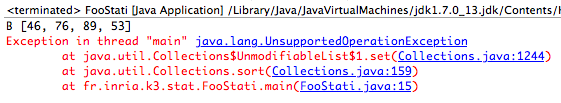 <terminated> FooStati [Java Application] /Library/Java/JavaVirtualMachines/jdk1.7.0_13.jdk/Contents/
B [46, 76, 89, 53]
Exception in thread "main" java.lang.UnsupportedOperationException
at java.util.Collections$UnmodifiableList$1.set(Collections.java:1244)
at java.util.Collections.sort(Collections.java:159)
at fr.inria.k3.stat.FooStati.main(FooStati.java:15)